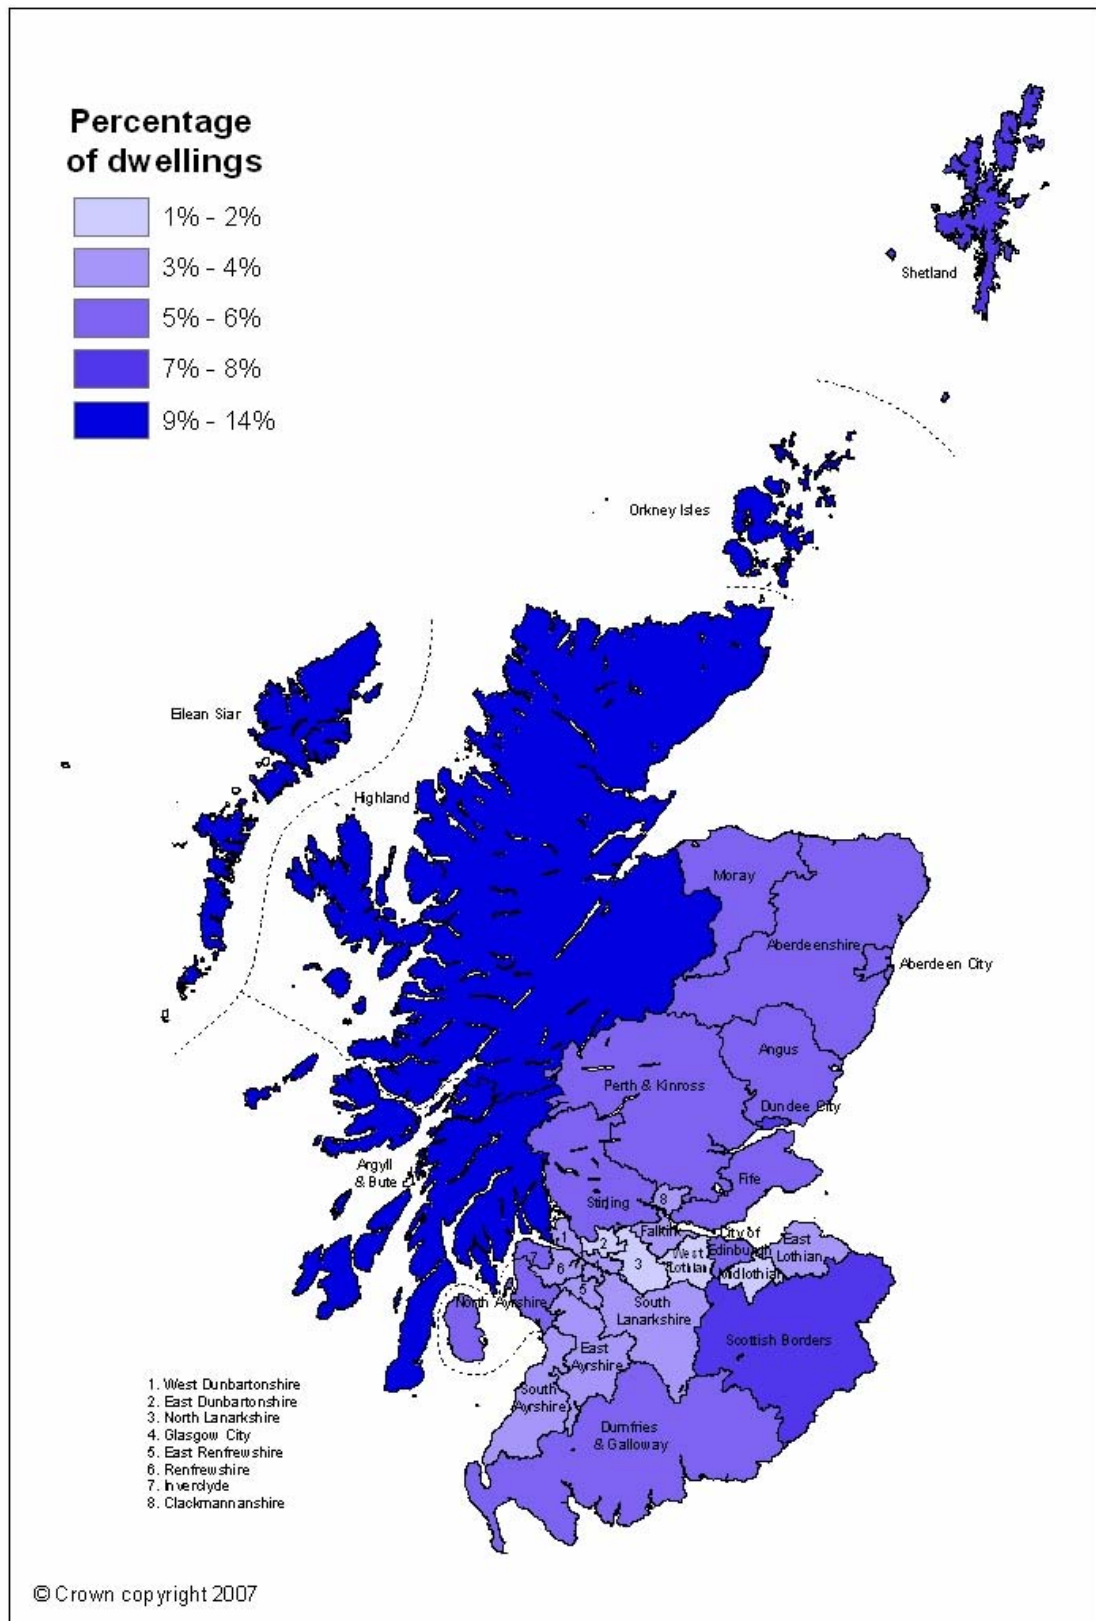 Percentage
of dwellings
1% - 2%
3% - 4%
5% - 6%
7% - 8%
9% - 14%
Shetland
Orkney Isles
Eilean Siar
Highland
Moray
Aberdeenshire
Aberdeen City
Angus
Perth & Kinross
Dundee City
Argyll
& Bute
Fife
8
Stirling
1
2
Falkirk
City of
Edinburgh
East
Lothian
West
Lothian
Midlothian
7
6
4
3
5
North Ayrshire
South
Lanarkshire
Scottish Borders
East
Ayrshire
South
Ayrshire
Dumfries
& Galloway
1. West Dunbartonshire
2. East Dunbartonshire
3. North Lanarkshire
4. Glasgow City
5. East Renfrewshire
6. Renfrewshire
7. Inverclyde
8. Clackmannanshire
© Crown copyright 2007